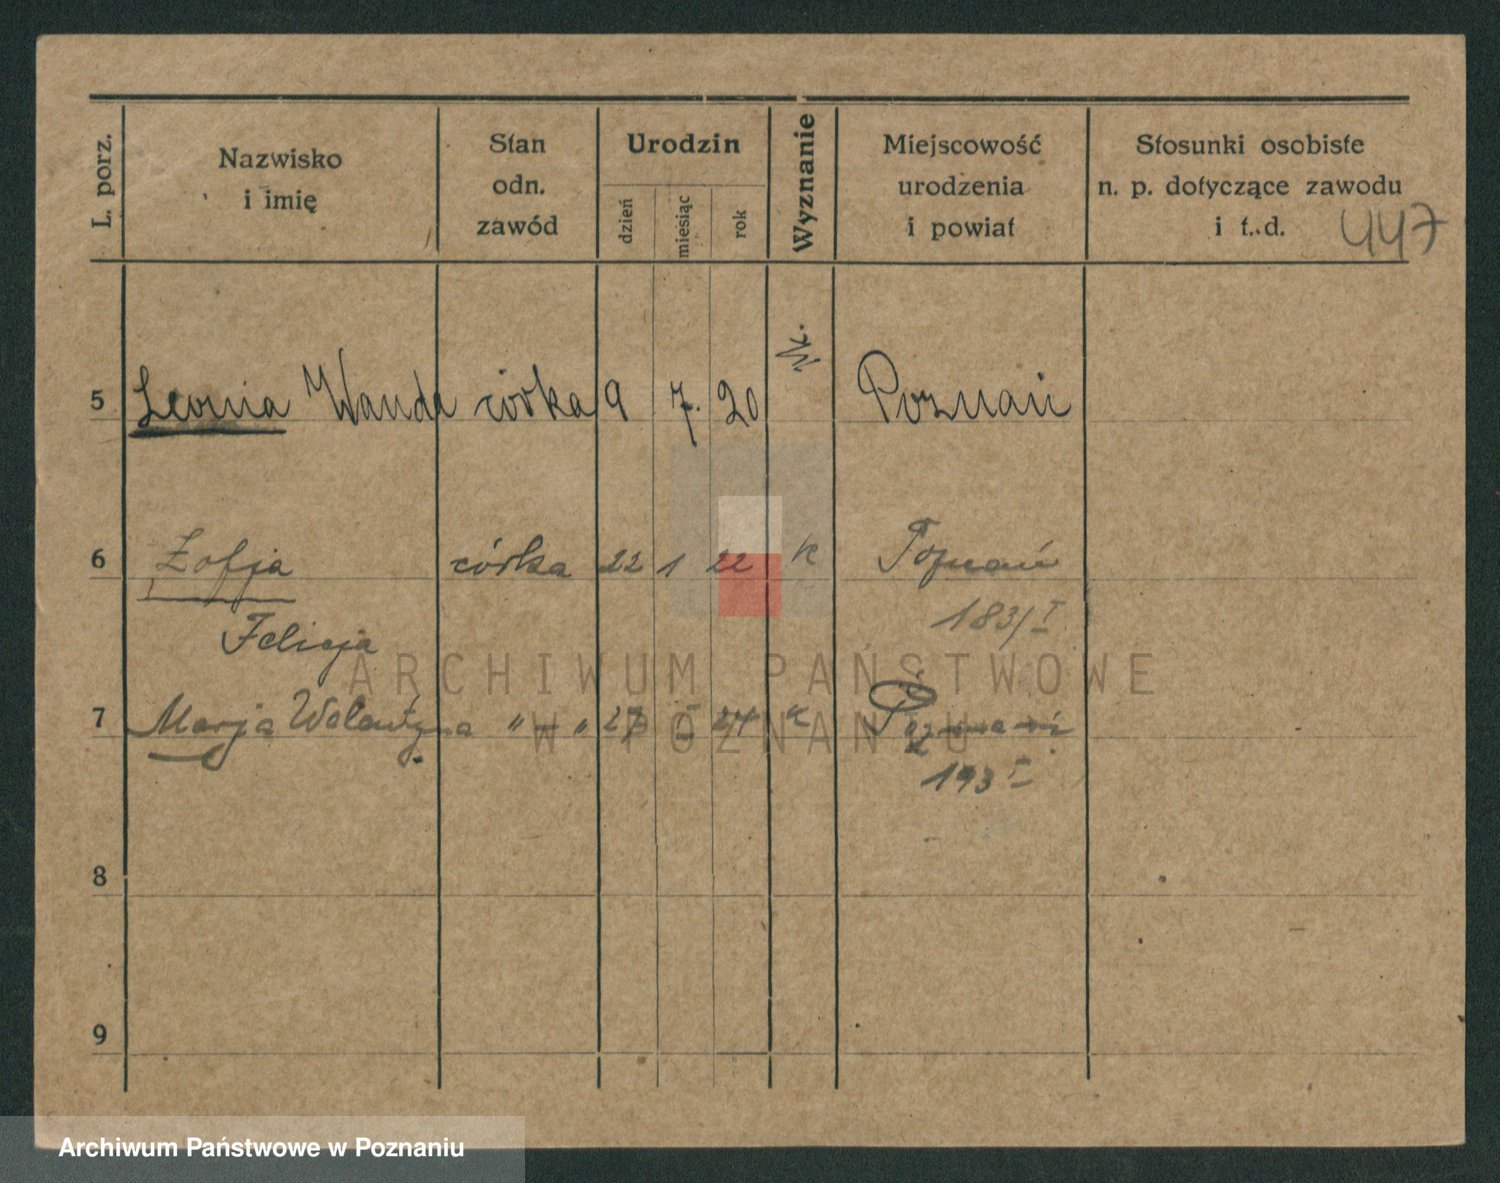 L. porz.
Nazwisko
i imię
Stan
odn.
zawód
Urodzin
dzień
miesiąc
rok
Wyznanie
Miejscowość
urodzenia
i powiat
Stosunki osobiste
n. p. dotyczące zawodu
i t. d.
447
5 Leonia Wanda córka 9 7. 20 rk. Poznań
6 Zofja córka 22 1 22 k Poznań
Felicja 183/I
7 Marja Walentyna „ — „ 24 k Poznań
193 I
8
9
ARCHIWUM PAŃSTWOWE
W POZNANIU
Archiwum Państwowe w Poznaniu